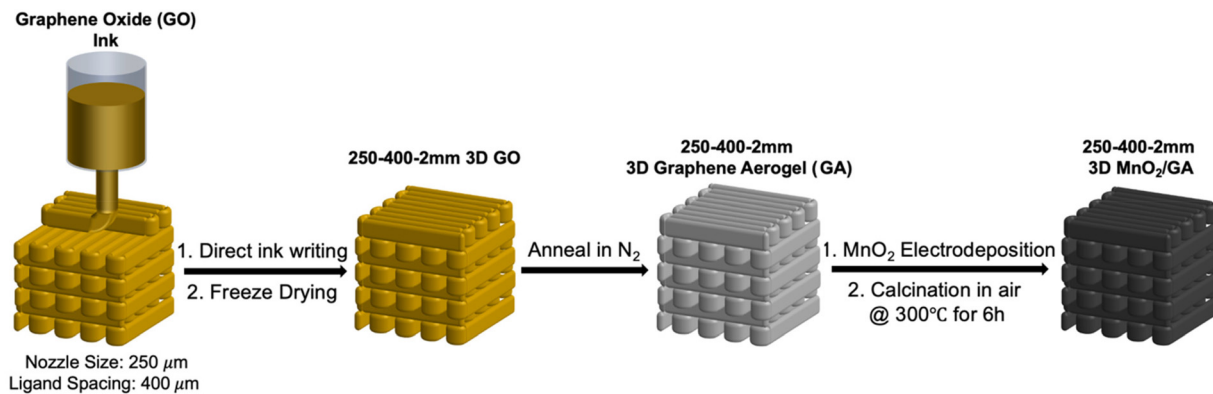 Graphene Oxide (GO)
Ink
Nozzle Size: 250 𝜇m
Ligand Spacing: 400 𝜇m
1. Direct ink writing
2. Freeze Drying
250-400-2mm 3D GO
Anneal in N₂
250-400-2mm
3D Graphene Aerogel (GA)
1. MnO₂ Electrodeposition
2. Calcination in air
@ 300℃ for 6h
250-400-2mm
3D MnO₂/GA